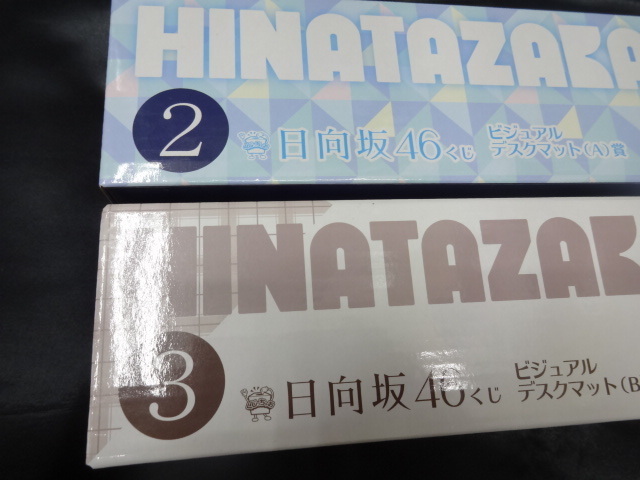 HINATAZAKA
2
日向坂46くじ
ビジュアル
デスクマット(A)賞
HINATAZAK
3
日向坂46くじ
ビジュアル
デスクマット(B